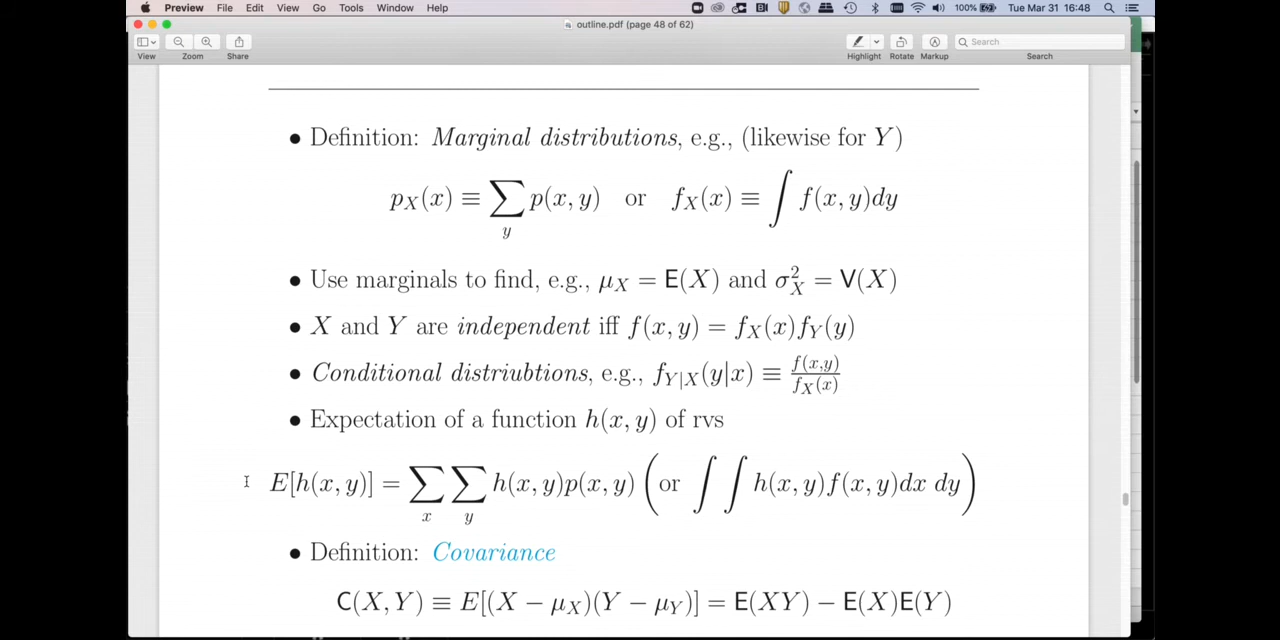 Preview File Edit View Go Tools Window Help 100% Tue Mar 31 16:48
outline.pdf (page 48 of 62)
View Zoom Share Highlight Rotate Markup Search Search
• Definition: Marginal distributions, e.g., (likewise for Y)
p_X(x) ≡ ∑_y p(x, y) or f_X(x) ≡ ∫ f(x, y)dy
• Use marginals to find, e.g., μ_X = E(X) and σ²_X = V(X)
• X and Y are independent iff f(x, y) = f_X(x)f_Y(y)
• Conditional distriubtions, e.g., f_{Y|X}(y|x) ≡ f(x,y)/f_X(x)
• Expectation of a function h(x, y) of rvs
E[h(x, y)] = ∑_x ∑_y h(x, y)p(x, y) (or ∫ ∫ h(x, y)f(x, y)dx dy)
• Definition: Covariance
C(X, Y) ≡ E[(X − μ_X)(Y − μ_Y)] = E(XY) − E(X)E(Y)